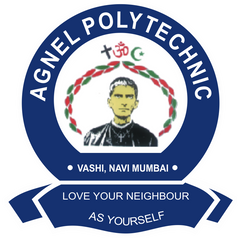 AGNEL POLYTECHNIC
• VASHI, NAVI MUMBAI •
LOVE YOUR NEIGHBOUR
AS YOURSELF